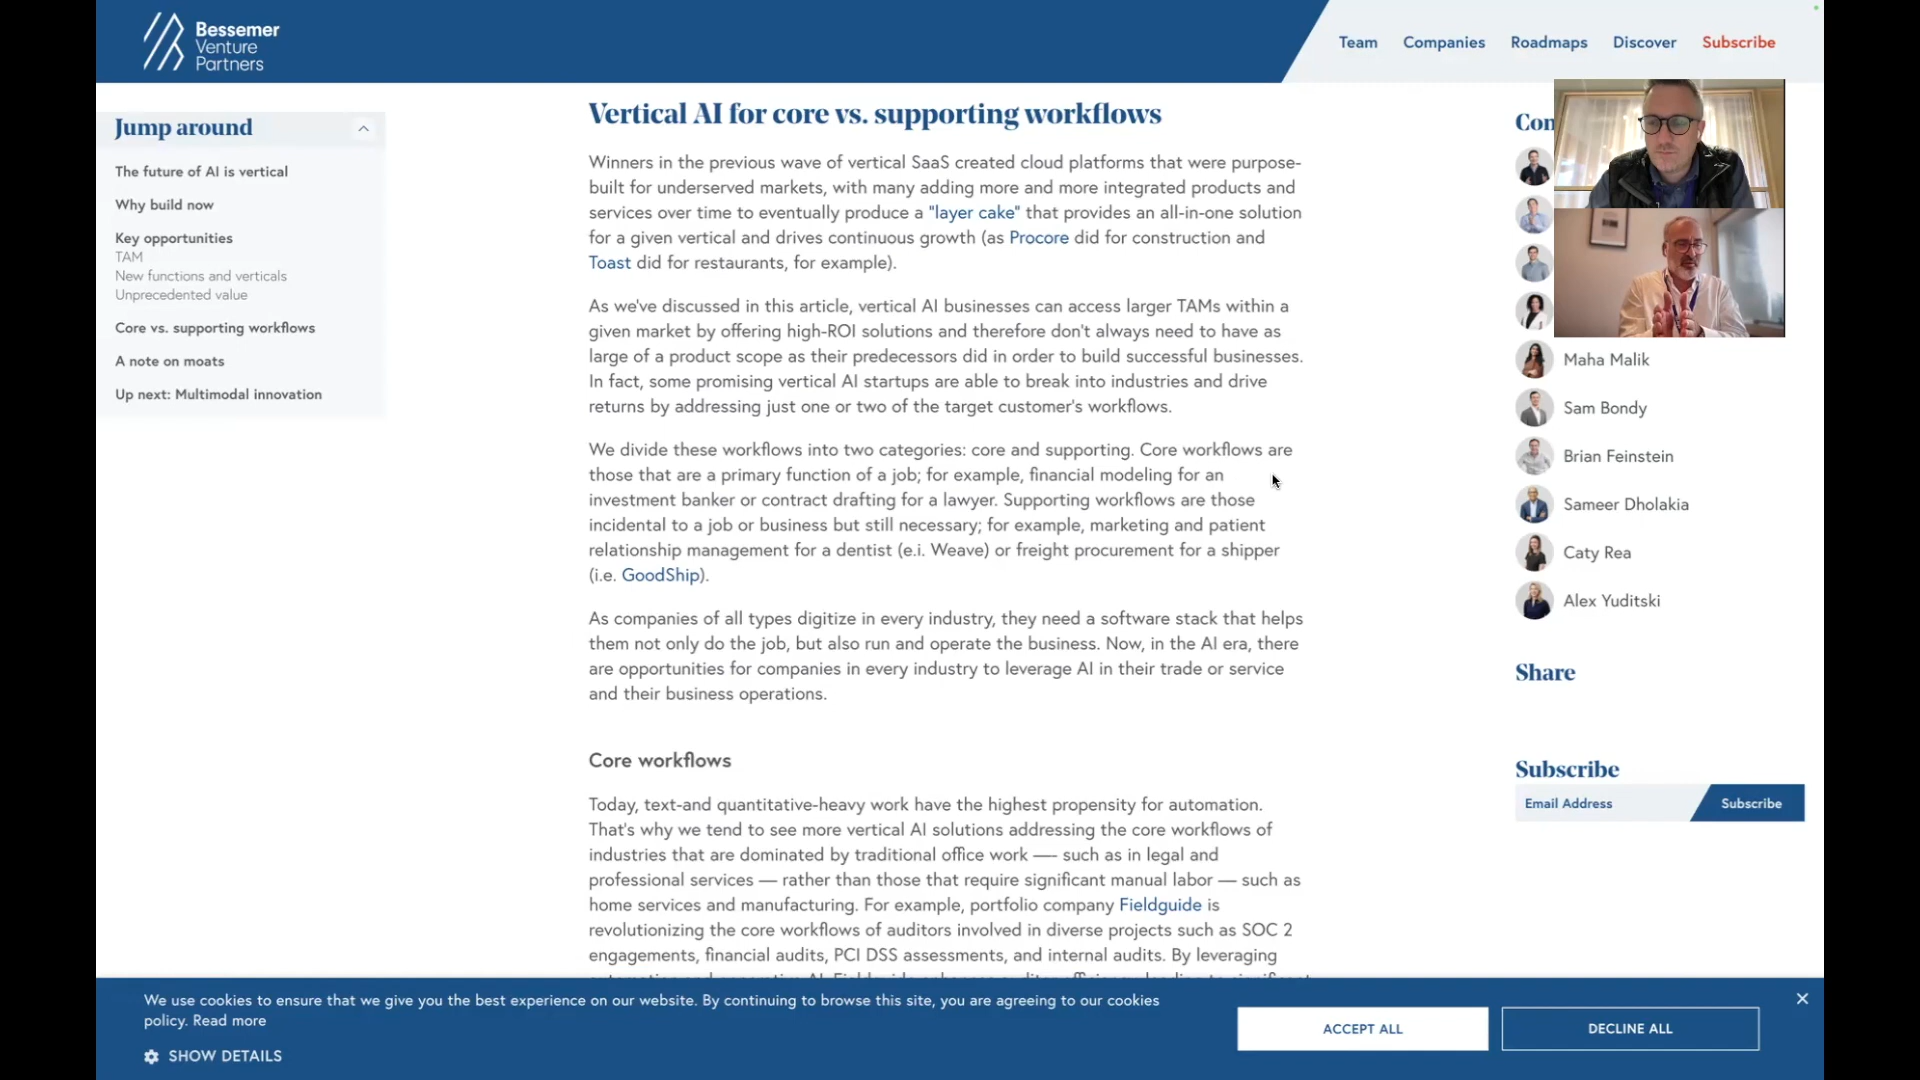 Bessemer
Venture
Partners
Team
Companies
Roadmaps
Discover
Subscribe
Jump around
The future of AI is vertical
Why build now
Key opportunities
TAM
New functions and verticals
Unprecedented value
Core vs. supporting workflows
A note on moats
Up next: Multimodal innovation
Vertical AI for core vs. supporting workflows
Winners in the previous wave of vertical SaaS created cloud platforms that were purpose-
built for underserved markets, with many adding more and more integrated products and
services over time to eventually produce a "layer cake" that provides an all-in-one solution
for a given vertical and drives continuous growth (as Procore did for construction and
Toast did for restaurants, for example).
As we've discussed in this article, vertical AI businesses can access larger TAMs within a
given market by offering high-ROI solutions and therefore don't always need to have as
large of a product scope as their predecessors did in order to build successful businesses.
In fact, some promising vertical AI startups are able to break into industries and drive
returns by addressing just one or two of the target customer's workflows.
We divide these workflows into two categories: core and supporting. Core workflows are
those that are a primary function of a job; for example, financial modeling for an
investment banker or contract drafting for a lawyer. Supporting workflows are those
incidental to a job or business but still necessary; for example, marketing and patient
relationship management for a dentist (e.i. Weave) or freight procurement for a shipper
(i.e. GoodShip).
As companies of all types digitize in every industry, they need a software stack that helps
them not only do the job, but also run and operate the business. Now, in the AI era, there
are opportunities for companies in every industry to leverage AI in their trade or service
and their business operations.
Core workflows
Today, text-and quantitative-heavy work have the highest propensity for automation.
That's why we tend to see more vertical AI solutions addressing the core workflows of
industries that are dominated by traditional office work —– such as in legal and
professional services — rather than those that require significant manual labor — such as
home services and manufacturing. For example, portfolio company Fieldguide is
revolutionizing the core workflows of auditors involved in diverse projects such as SOC 2
engagements, financial audits, PCI DSS assessments, and internal audits. By leveraging
Con
Maha Malik
Sam Bondy
Brian Feinstein
Sameer Dholakia
Caty Rea
Alex Yuditski
Share
Subscribe
Email Address
Subscribe
We use cookies to ensure that we give you the best experience on our website. By continuing to browse this site, you are agreeing to our cookies
policy. Read more
SHOW DETAILS
ACCEPT ALL
DECLINE ALL